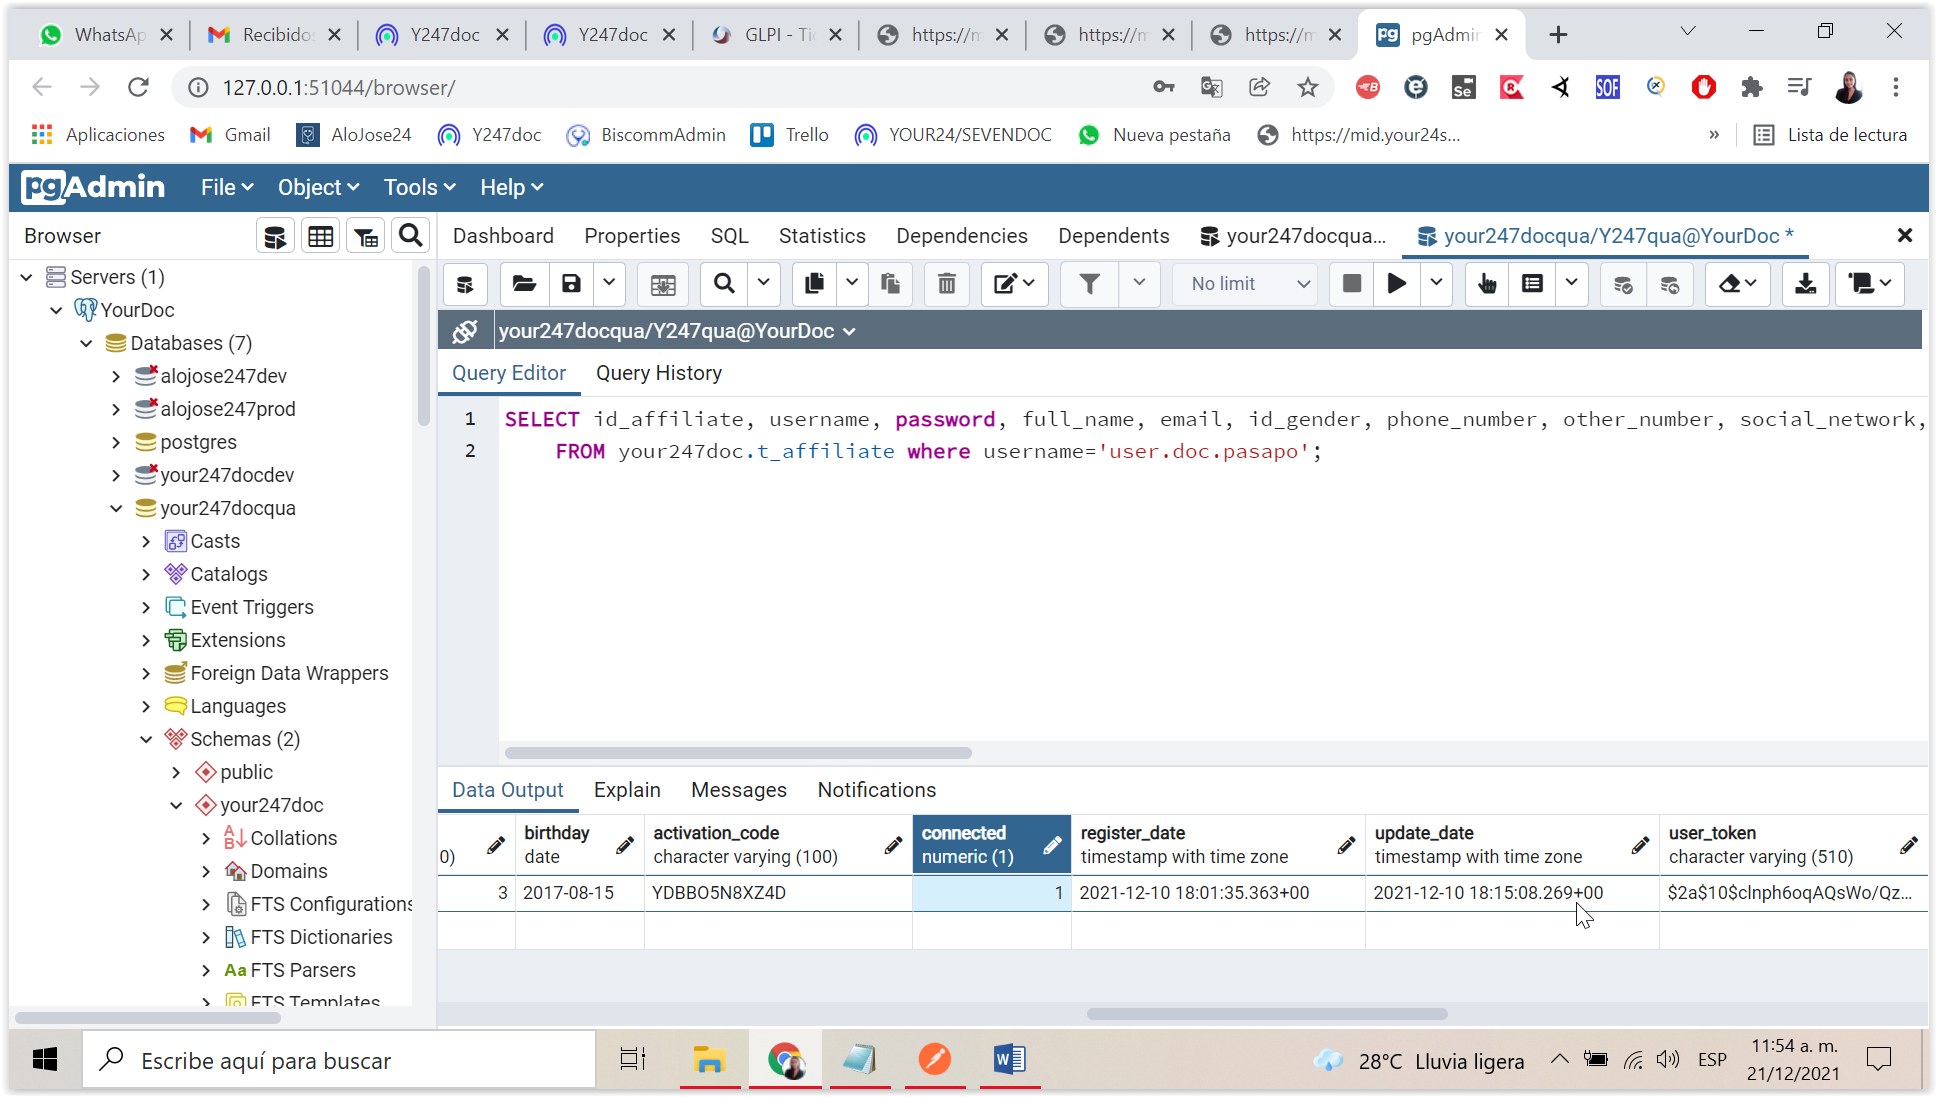 WhatsAp
Recibidos
Y247doc
Y247doc
GLPI - Ti
https://m
https://m
https://m
pgAdmin
127.0.0.1:51044/browser/
Aplicaciones
Gmail
AloJose24
Y247doc
BiscommAdmin
Trello
YOUR24/SEVENDOC
Nueva pestaña
https://mid.your24s...
»
Lista de lectura
pgAdmin
File
Object
Tools
Help
Browser
Dashboard
Properties
SQL
Statistics
Dependencies
Dependents
your247docqua...
your247docqua/Y247qua@YourDoc *
No limit
your247docqua/Y247qua@YourDoc
Query Editor
Query History
1 SELECT id_affiliate, username, password, full_name, email, id_gender, phone_number, other_number, social_network,
2 FROM your247doc.t_affiliate where username='user.doc.pasapo';
Servers (1)
YourDoc
Databases (7)
alojose247dev
alojose247prod
postgres
your247docdev
your247docqua
Casts
Catalogs
Event Triggers
Extensions
Foreign Data Wrappers
Languages
Schemas (2)
public
your247doc
Collations
Domains
FTS Configurations
FTS Dictionaries
Aa FTS Parsers
FTS Templates
Data Output
Explain
Messages
Notifications
0)
birthday
date
activation_code
character varying (100)
connected
numeric (1)
register_date
timestamp with time zone
update_date
timestamp with time zone
user_token
character varying (510)
3
2017-08-15
YDBBO5N8XZ4D
1
2021-12-10 18:01:35.363+00
2021-12-10 18:15:08.269+00
$2a$10$clnph6oqAQsWo/Qz...
Escribe aquí para buscar
28°C Lluvia ligera
ESP
11:54 a. m.
21/12/2021